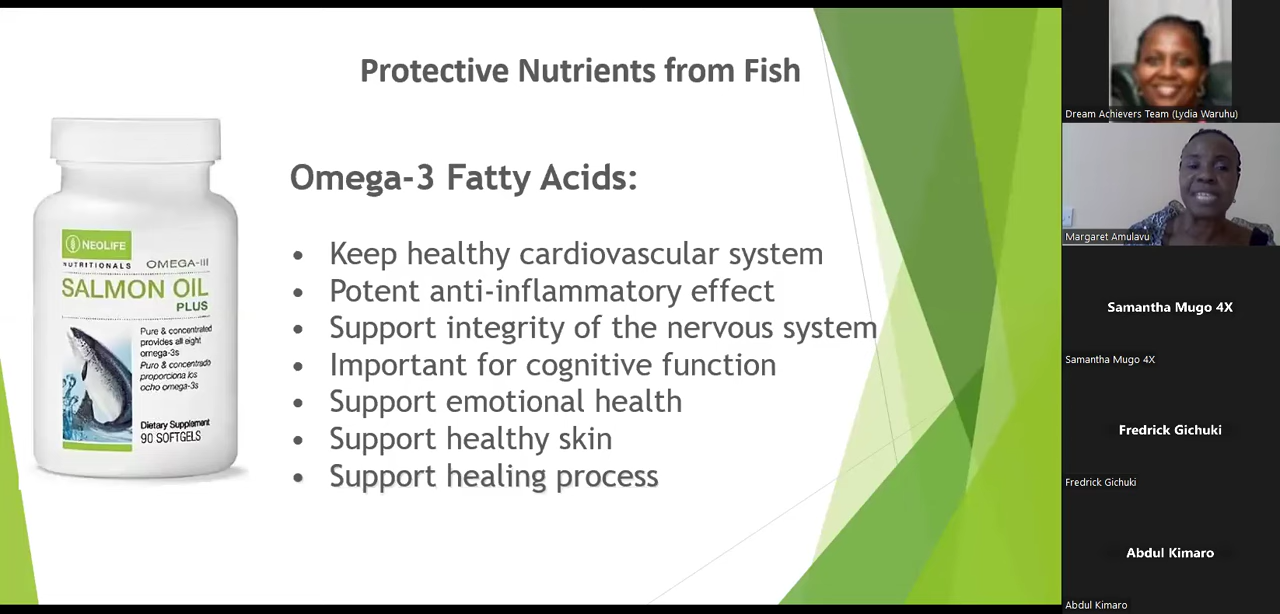 Protective Nutrients from Fish
Omega-3 Fatty Acids:
• Keep healthy cardiovascular system
• Potent anti-inflammatory effect
• Support integrity of the nervous system
• Important for cognitive function
• Support emotional health
• Support healthy skin
• Support healing process
NEOLIFE
NUTRITIONALS OMEGA-III
SALMON OIL
PLUS
Pure & concentrated
provides all eight
omega-3s
Puro & concentrado
proporciona los
ocho omega-3s
Dietary Supplement
90 SOFTGELS
Dream Achievers Team (Lydia Waruhu)
Margaret Amulavu
Samantha Mugo 4X
Samantha Mugo 4X
Fredrick Gichuki
Fredrick Gichuki
Abdul Kimaro
Abdul Kimaro